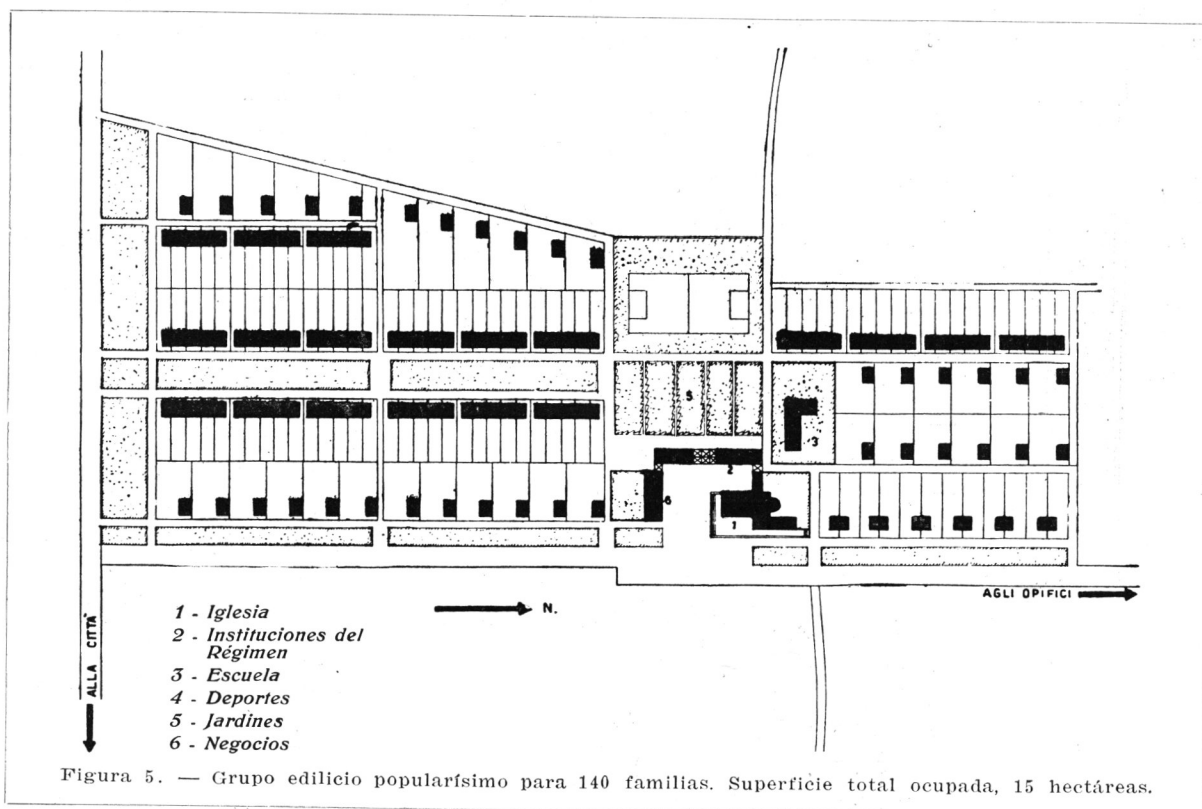 5
3
2
6
1
AGLI OPIFICI
N.
ALLA CITTÀ
1 - Iglesia
2 - Instituciones del
Régimen
3 - Escuela
4 - Deportes
5 - Jardines
6 - Negocios
Figura 5. — Grupo edilicio popularísimo para 140 familias. Superficie total ocupada, 15 hectáreas.